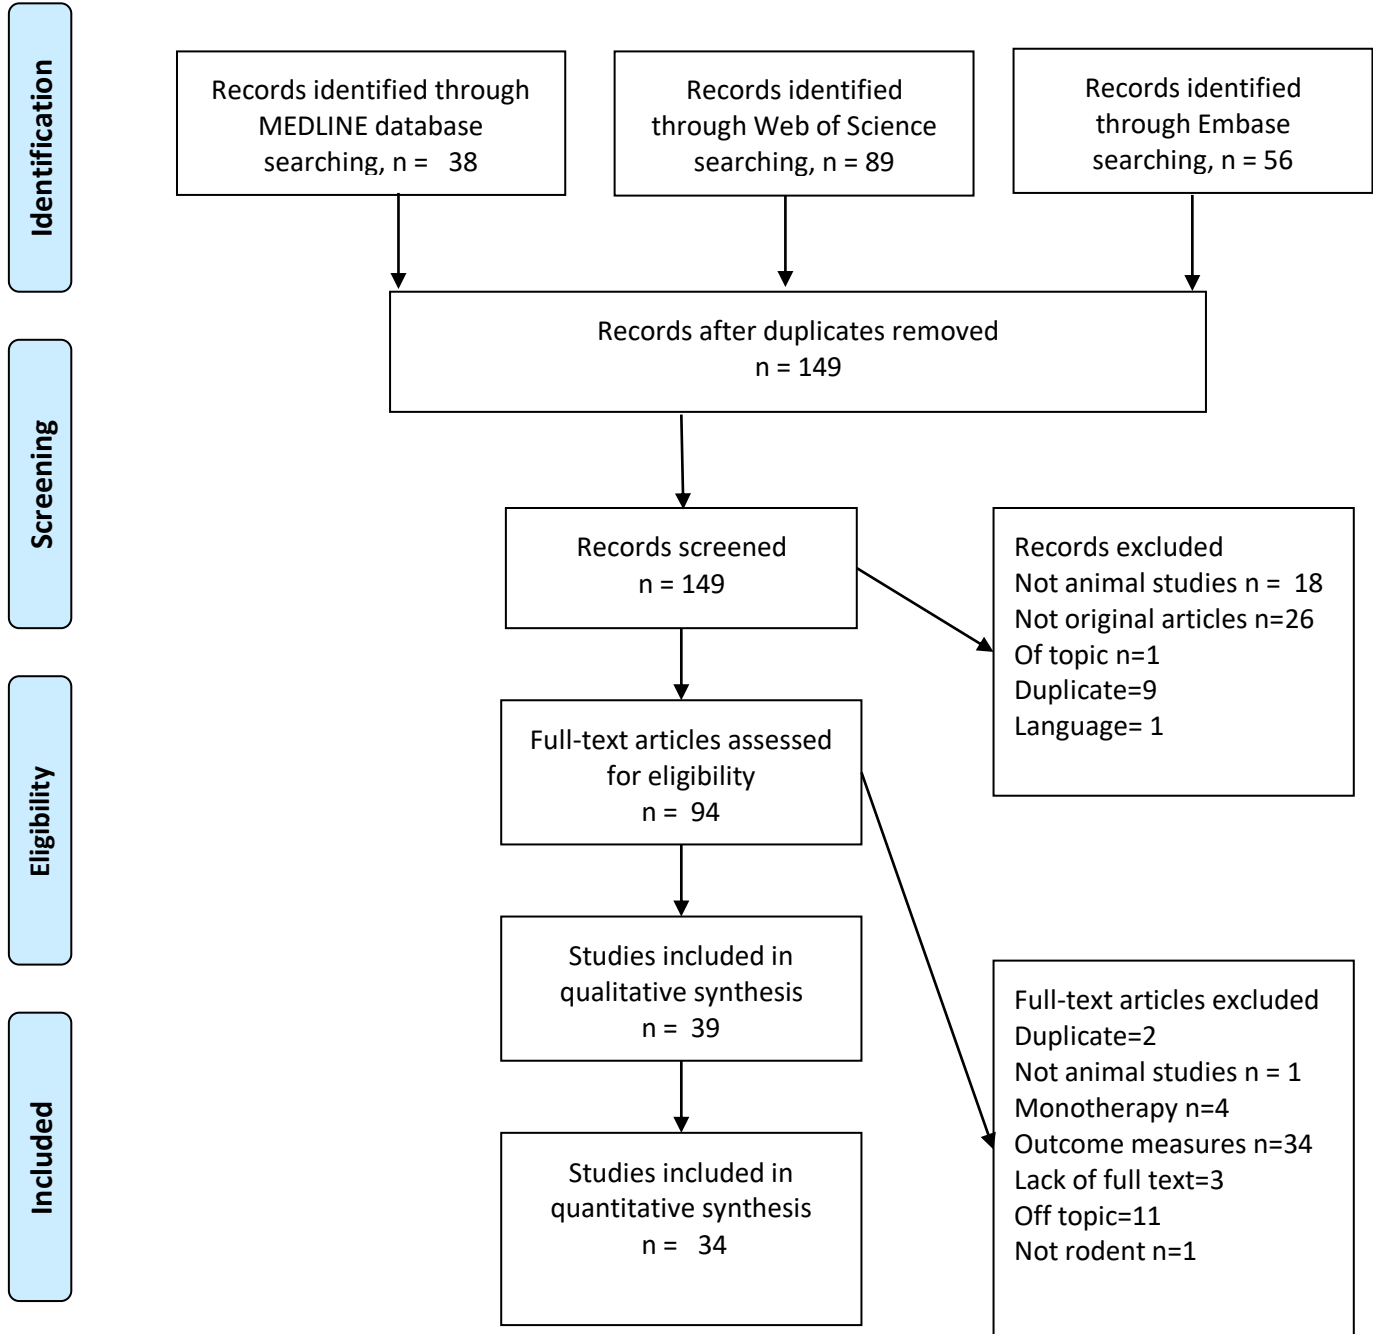 Identification
Records identified through
MEDLINE database
searching, n = 38
Records identified
through Web of Science
searching, n = 89
Records identified
through Embase
searching, n = 56
Records after duplicates removed
n = 149
Screening
Records screened
n = 149
Records excluded
Not animal studies n = 18
Not original articles n=26
Of topic n=1
Duplicate=9
Language= 1
Eligibility
Full-text articles assessed
for eligibility
n = 94
Studies included in
qualitative synthesis
n = 39
Full-text articles excluded
Duplicate=2
Not animal studies n = 1
Monotherapy n=4
Outcome measures n=34
Lack of full text=3
Off topic=11
Not rodent n=1
Included
Studies included in
quantitative synthesis
n = 34